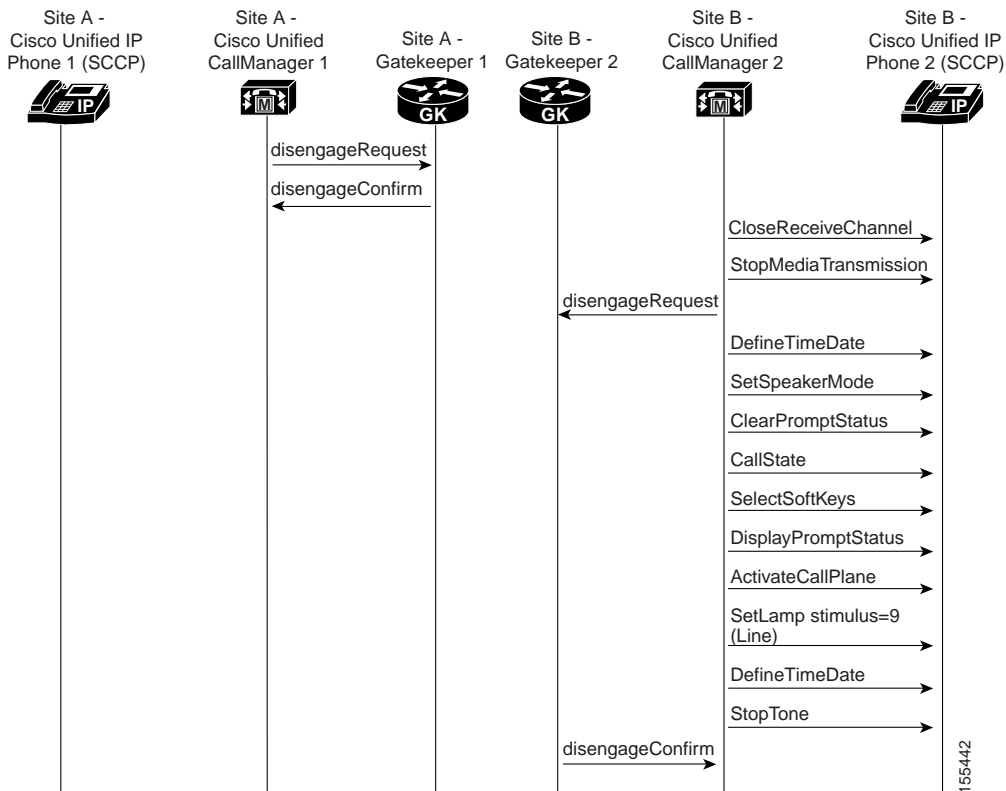 Site A -
Cisco Unified IP
Phone 1 (SCCP)
Site A -
Cisco Unified
CallManager 1
Site A -
Gatekeeper 1
Site B -
Gatekeeper 2
Site B -
Cisco Unified
CallManager 2
Site B -
Cisco Unified IP
Phone 2 (SCCP)
IP
M
GK
GK
M
IP
disengageRequest
disengageConfirm
CloseReceiveChannel
StopMediaTransmission
disengageRequest
DefineTimeDate
SetSpeakerMode
ClearPromptStatus
CallState
SelectSoftKeys
DisplayPromptStatus
ActivateCallPlane
SetLamp stimulus=9
(Line)
DefineTimeDate
StopTone
disengageConfirm
155442